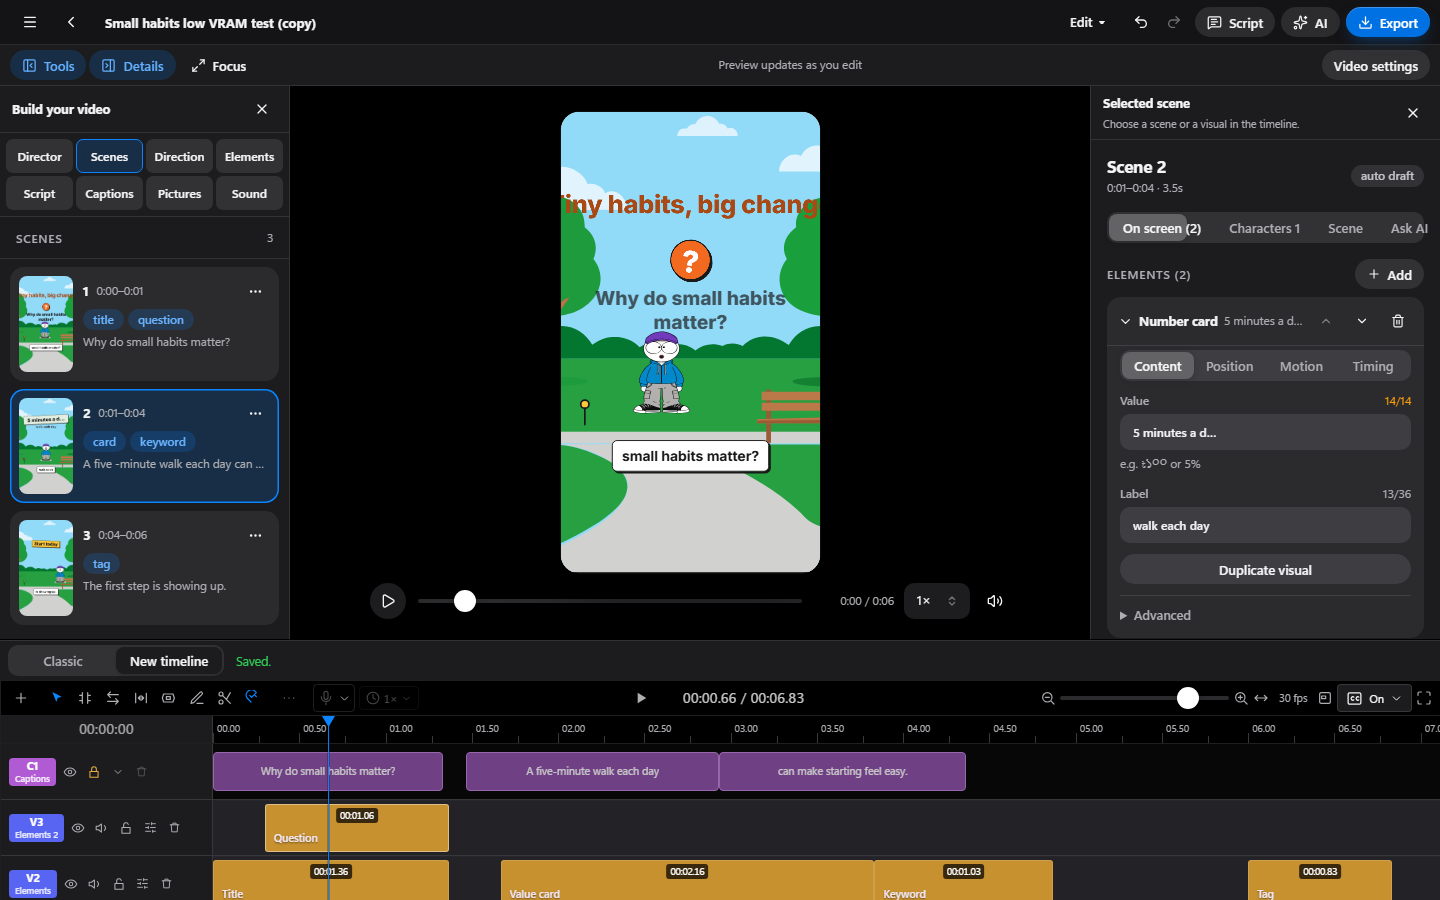 Small habits low VRAM test (copy)
Edit
Script
AI
Export
Tools
Details
Focus
Preview updates as you edit
Video settings
Build your video
Director
Scenes
Direction
Elements
Script
Captions
Pictures
Sound
SCENES
3
1 0:00–0:01
title question
Why do small habits matter?
2 0:01–0:04
card keyword
A five -minute walk each day can ...
3 0:04–0:06
tag
The first step is showing up.
iny habits, big chang
?
Why do small habits
matter?
small habits matter?
0:00 / 0:06
1×
Selected scene
Choose a scene or a visual in the timeline.
Scene 2
0:01–0:04 · 3.5s
auto draft
On screen (2)
Characters 1
Scene
Ask AI
ELEMENTS (2)
Add
Number card 5 minutes a d...
Content
Position
Motion
Timing
Value
14/14
5 minutes a d...
or 5%
Label
13/36
walk each day
Duplicate visual
Advanced
Classic
New timeline
Saved.
1×
00:00.66 / 00:06.83
30 fps
CC On
00:00:00
00.00 00.50 01.00 01.50 02.00 02.50 03.00 03.50 04.00 04.50 05.00 05.50 06.00 06.50 07.0
C1
Captions
Why do small habits matter?
A five-minute walk each day
can make starting feel easy.
V3
Elements 2
00:01.06
Question
V2
Elements
00:01.36
Title
00:02.16
Value card
00:01.03
Keyword
00:00.83
Tag